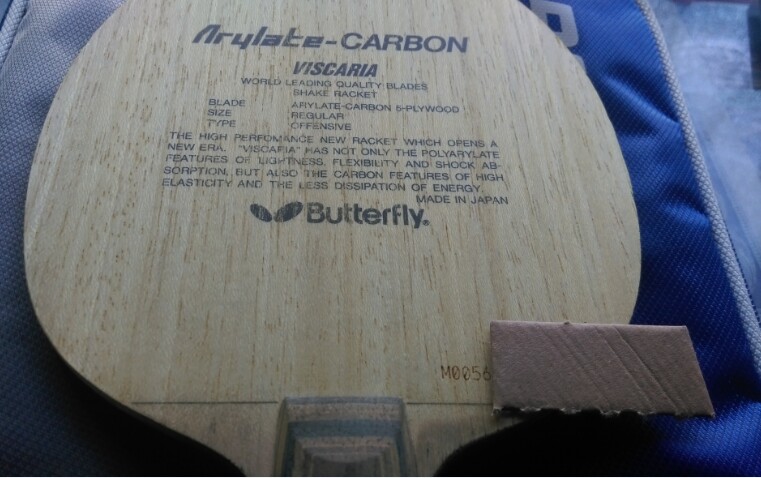 Arylate-CARBON
VISCARIA
WORLD LEADING QUALITY BLADES
SHAKE RACKET
BLADE ARYLATE-CARBON 5-PLYWOOD
SIZE REGULAR
TYPE OFFENSIVE
THE HIGH PERFOMANCE NEW RACKET WHICH OPENS A
NEW ERA. "VISCARIA" HAS NOT ONLY THE POLYARYLATE
FEATURES OF LIGHTNESS, FLEXIBILITY AND SHOCK AB-
SORPTION, BUT ALSO THE CARBON FEATURES OF HIGH
ELASTICITY AND THE LESS DISSIPATION OF ENERGY.
MADE IN JAPAN
Butterfly.
M0056